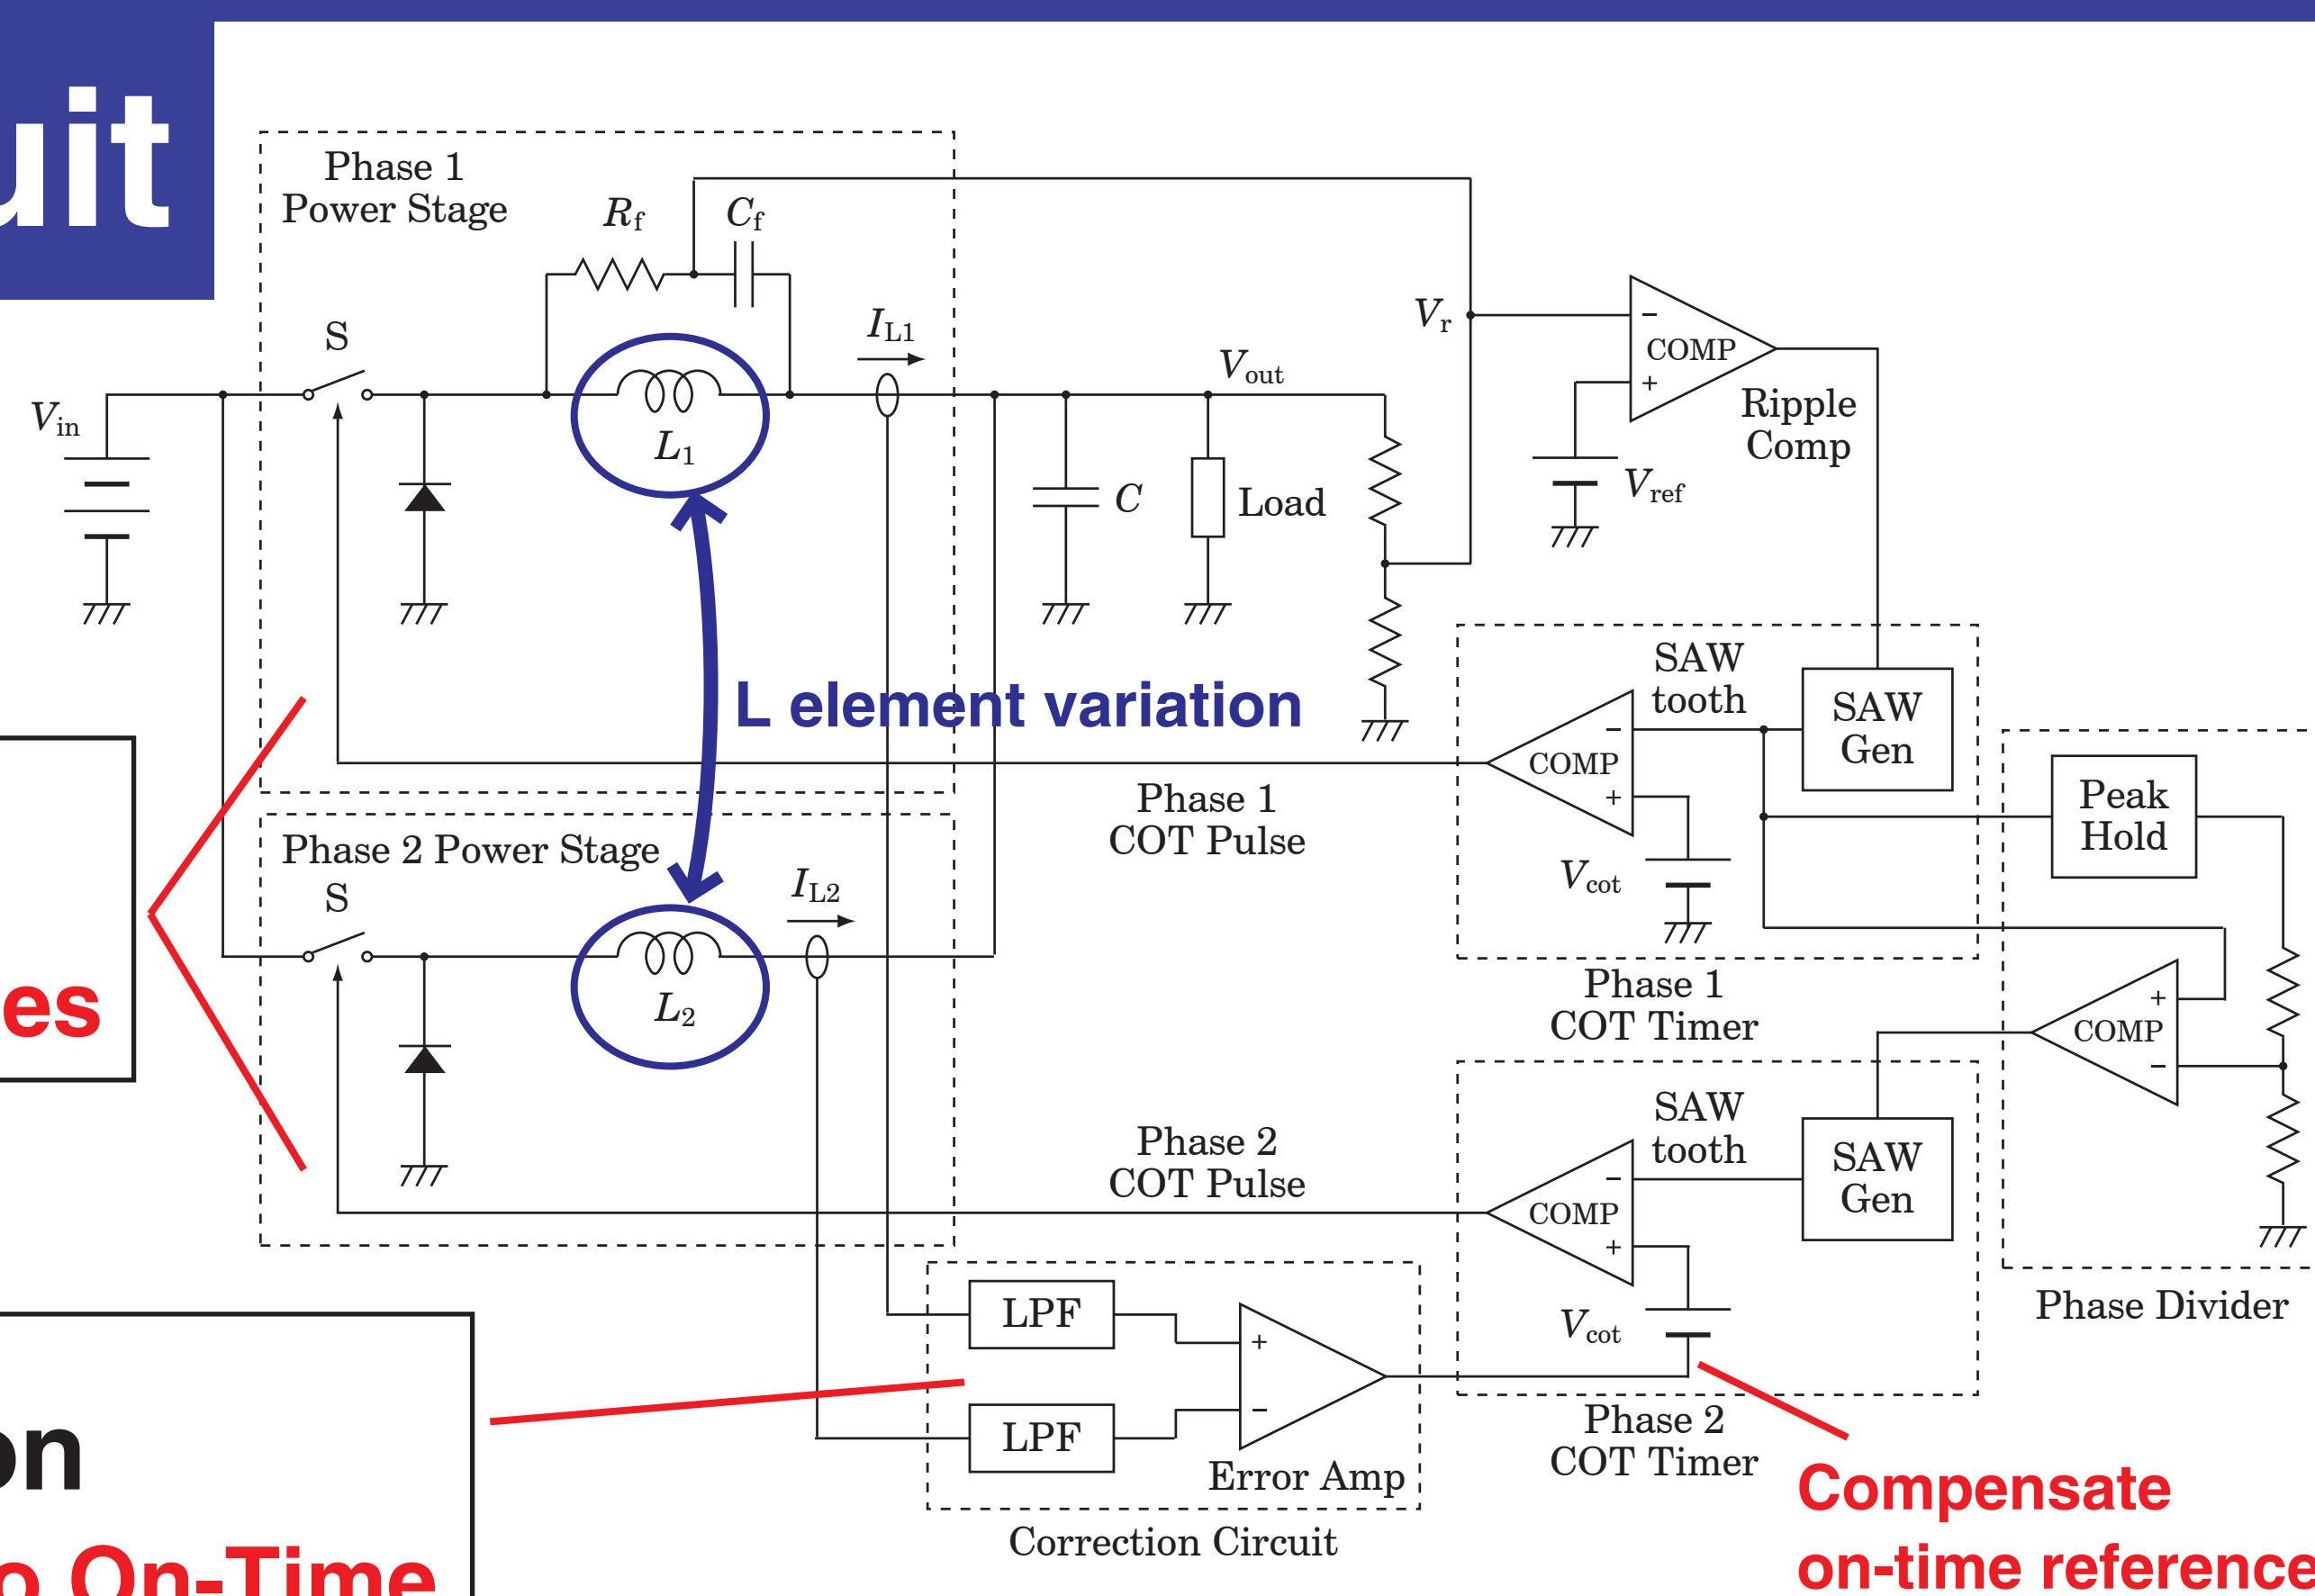 uit
Phase 1
Power Stage
Rf
Cf
S
IL1
Vin
L1
Vout
C
Load
Vr
−
COMP
+
Ripple
Comp
Vref
L element variation
Phase 1
COT Pulse
SAW
tooth
SAW
Gen
−
COMP
+
Vcot
Phase 1
COT Timer
Peak
Hold
+
COMP
−
Phase Divider
es
Phase 2 Power Stage
S
IL2
L2
Phase 2
COT Pulse
SAW
tooth
SAW
Gen
−
COMP
+
Vcot
Phase 2
COT Timer
LPF
LPF
+
−
Error Amp
Correction Circuit
on
o On-Time
Compensate
on-time reference